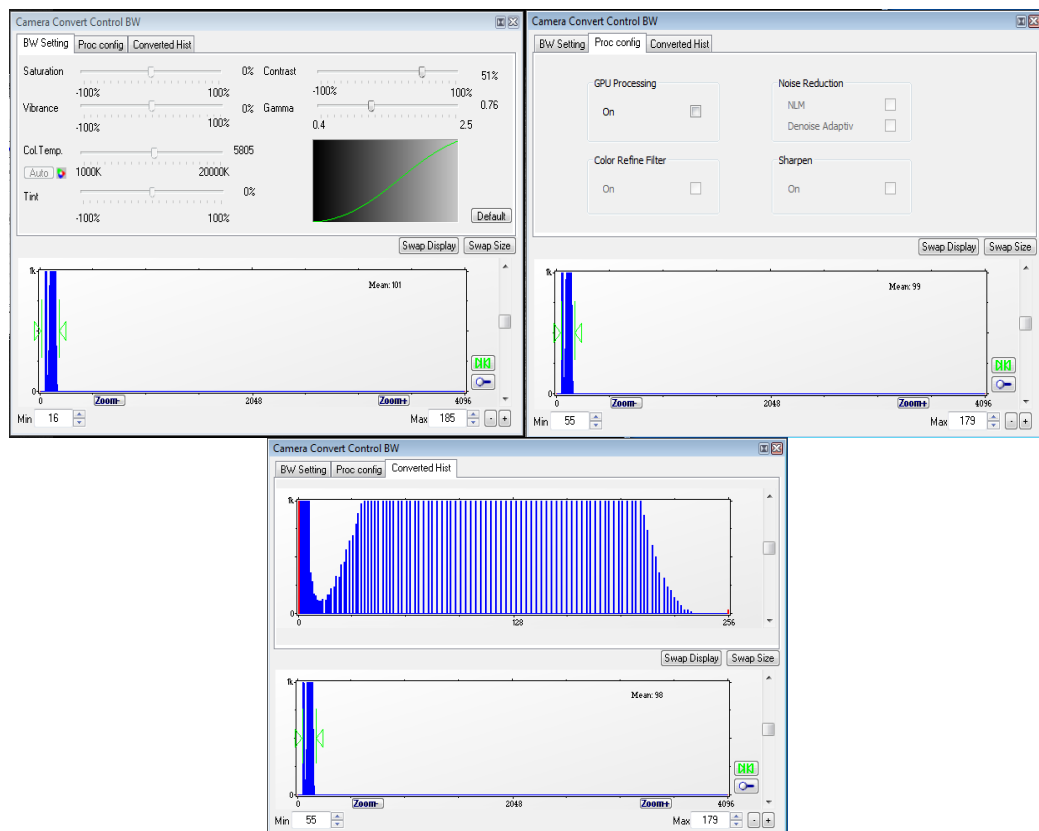 Camera Convert Control BW
BW Setting Proc config Converted Hist
Saturation 0% Contrast 51%
-100% 100% -100% 100%
Vibrance 0% Gamma 0.76
-100% 100% 0.4 2.5
Col.Temp. 5805
Auto 1000K 20000K
Tint 0%
-100% 100% Default
Swap Display Swap Size
1k
Mean: 101
0
0 Zoom- 2048 Zoom+ 4096
Min 16 Max 185 - +
Camera Convert Control BW
BW Setting Proc config Converted Hist
GPU Processing Noise Reduction
On NLM
Denoise Adaptiv
Color Refine Filter Sharpen
On On
Swap Display Swap Size
1k
Mean: 99
0
0 Zoom- 2048 Zoom+ 4096
Min 55 Max 179 - +
Camera Convert Control BW
BW Setting Proc config Converted Hist
1k
0
0 128 256
Swap Display Swap Size
1k
Mean: 98
0
0 Zoom- 2048 Zoom+ 4096
Min 55 Max 179 - +